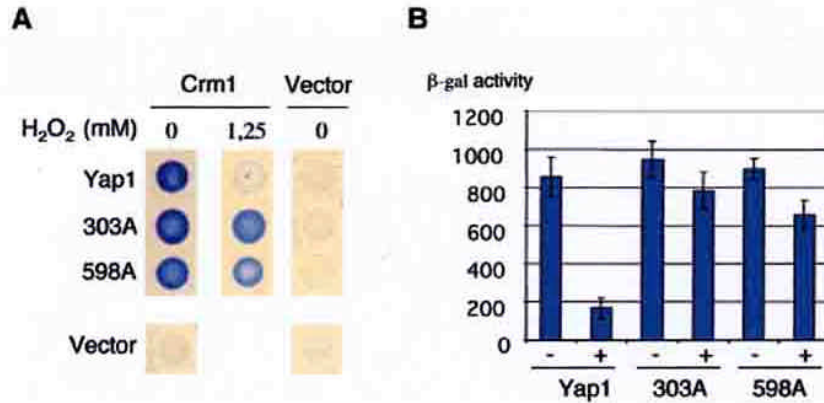 A
Crm1 Vector
H₂O₂ (mM) 0 1,25 0
Yap1
303A
598A
Vector
B
β-gal activity
1200
1000
800
600
400
200
0
- + - + - +
Yap1 303A 598A